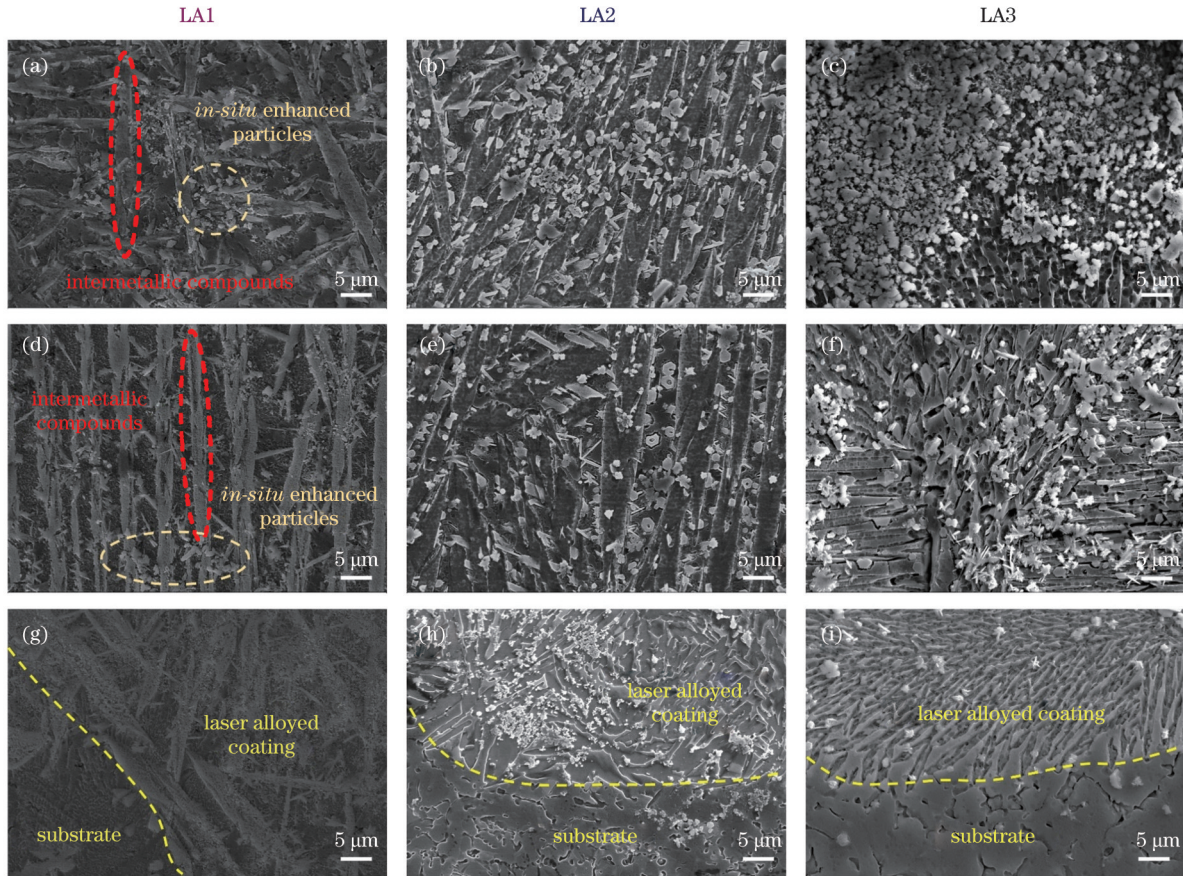 LA1
LA2
LA3
(a)
in-situ enhanced
particles
intermetallic compounds
5 μm
(b)
5 μm
(c)
5 μm
(d)
intermetallic
compounds
in-situ enhanced
particles
5 μm
(e)
5 μm
(f)
5 μm
(g)
laser alloyed
coating
substrate
5 μm
(h)
laser alloyed
coating
substrate
5 μm
(i)
laser alloyed coating
substrate
5 μm